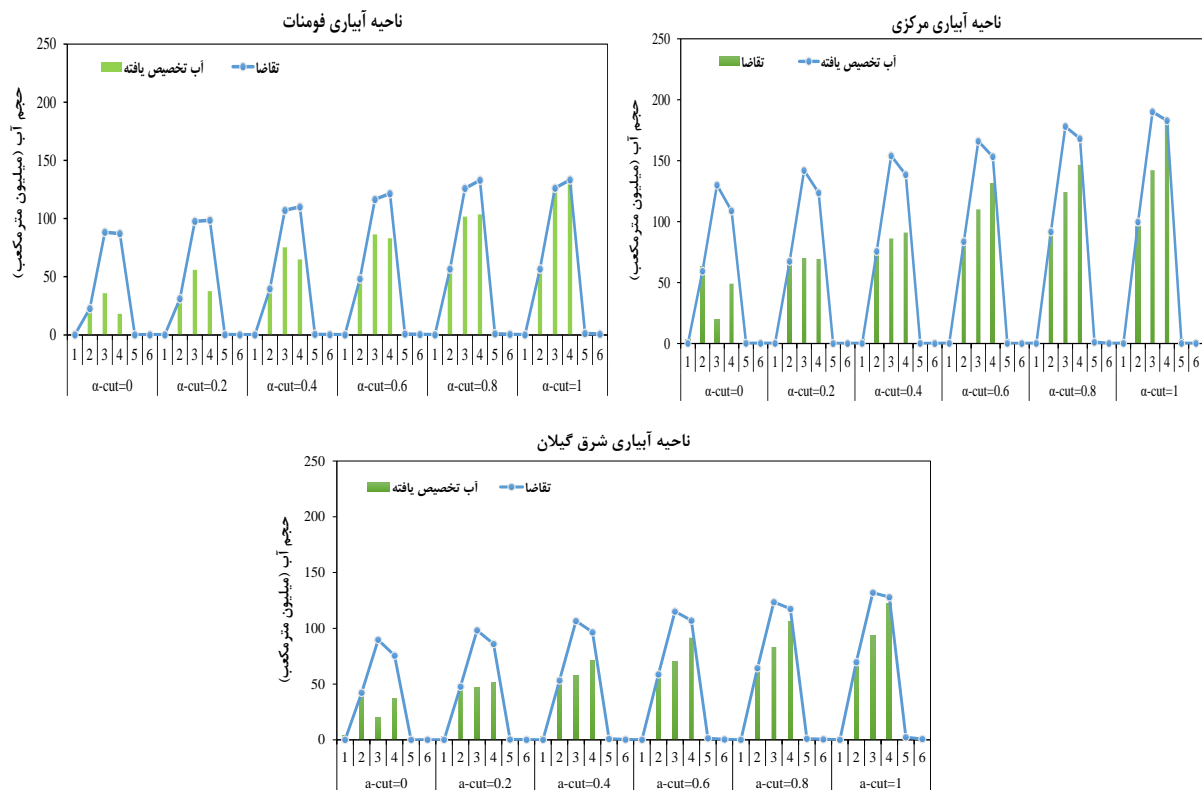 ناحیه آبیاری فومنات
250
200
150
100
50
0
حجم آب (میلیون مترمکعب)
آب تخصیص یافته تقاضا
1 2 3 4 5 6 1 2 3 4 5 6 1 2 3 4 5 6 1 2 3 4 5 6 1 2 3 4 5 6 1 2 3 4 5 6
α-cut=0 α-cut=0.2 α-cut=0.4 α-cut=0.6 α-cut=0.8 α-cut=1
ناحیه آبیاری مرکزی
250
200
150
100
50
0
حجم آب (میلیون مترمکعب)
تقاضا آب تخصیص یافته
1 2 3 4 5 6 1 2 3 4 5 6 1 2 3 4 5 6 1 2 3 4 5 6 1 2 3 4 5 6 1 2 3 4 5 6
α-cut=0 α-cut=0.2 α-cut=0.4 α-cut=0.6 α-cut=0.8 α-cut=1
ناحیه آبیاری شرق گیلان
250
200
150
100
50
0
حجم آب (میلیون مترمکعب)
آب تخصیص یافته تقاضا
1 2 3 4 5 6 1 2 3 4 5 6 1 2 3 4 5 6 1 2 3 4 5 6 1 2 3 4 5 6 1 2 3 4 5 6
a-cut=0 a-cut=0.2 a-cut=0.4 a-cut=0.6 a-cut=0.8 a-cut=1